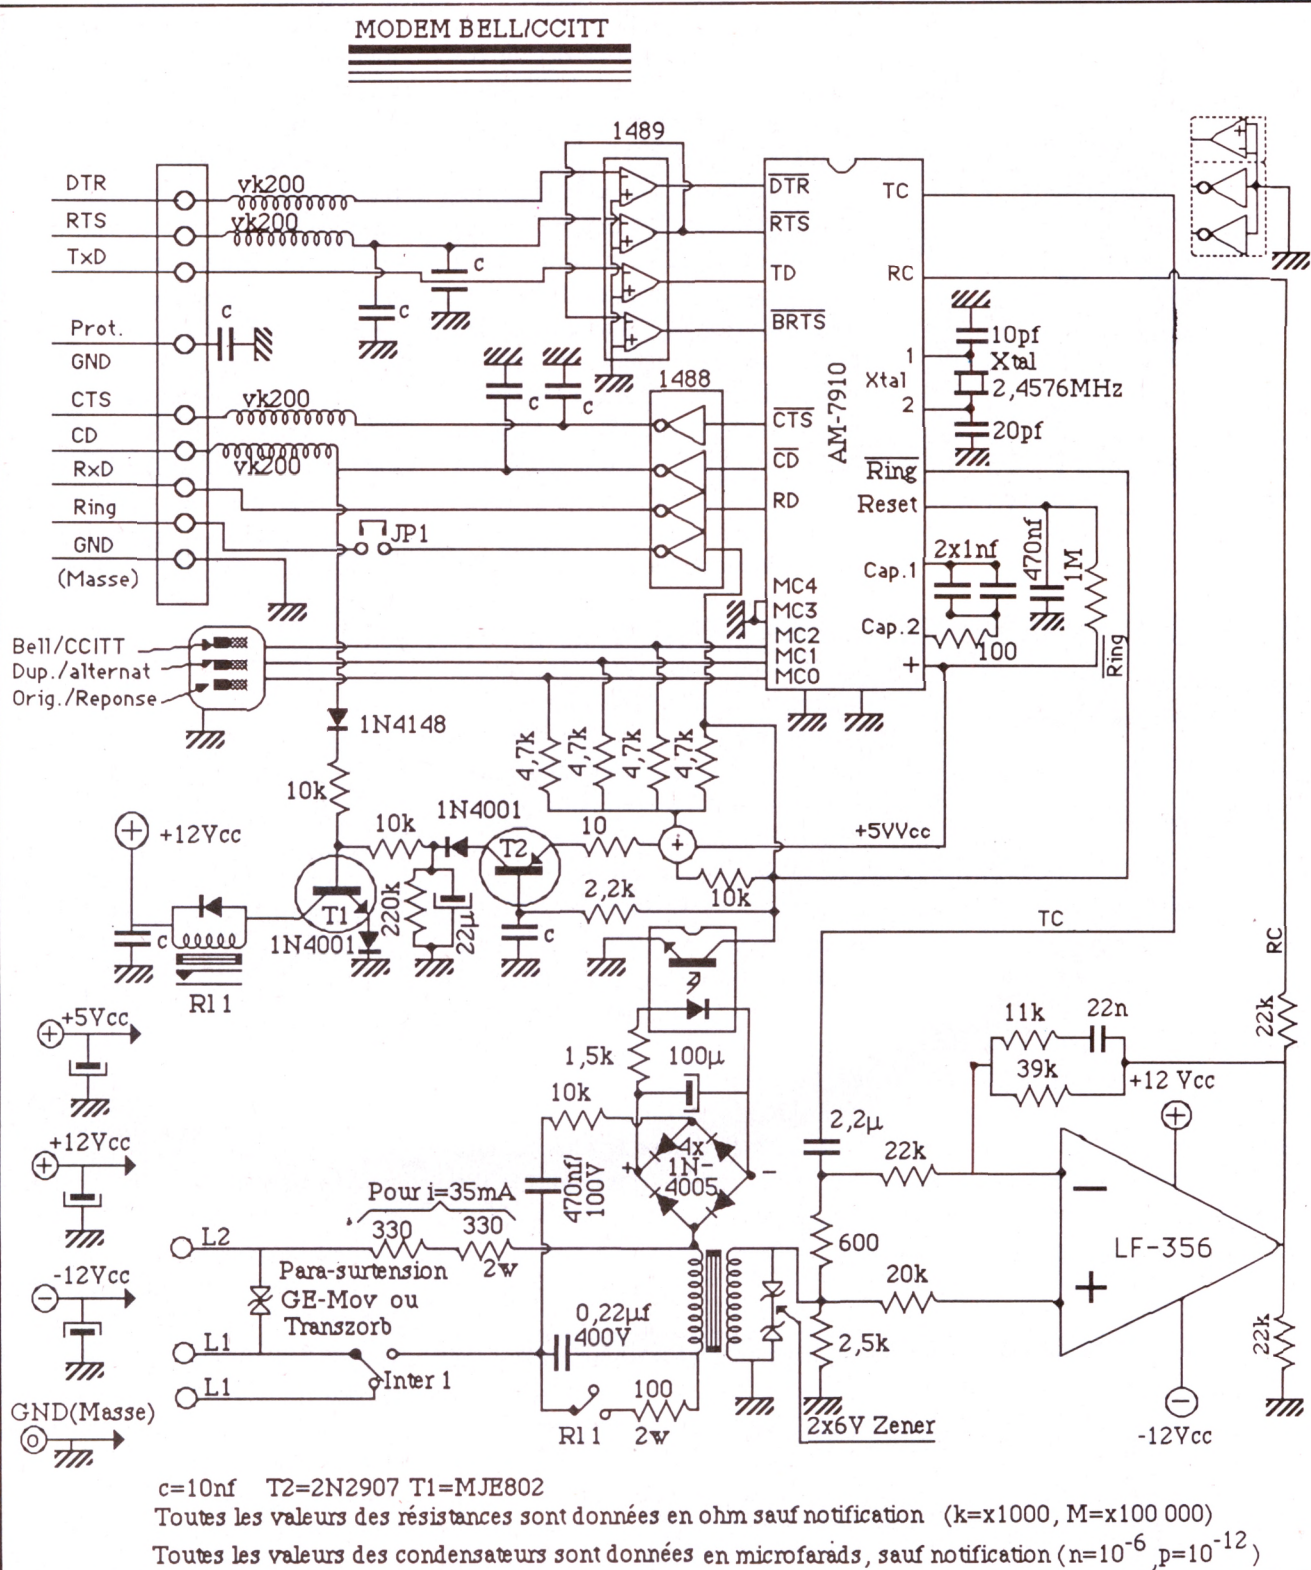 MODEM BELL/CCITT
1489
DTR
vk200
RTS
vk200
TxD
c
c
Prot.
c
GND
CTS
vk200
CD
vk200
RxD
Ring
JP1
GND
(Masse)
c
c
1488
DTR
RTS
TD
BRTS
CTS
CD
RD
MC4
MC3
MC2
MC1
MC0
AM-7910
TC
RC
1
Xtal
2
Ring
Reset
Cap.1
Cap.2
+
10pf
Xtal
2,4576MHz
20pf
2x1nf
470nf
1M
100
Ring
Bell/CCITT
Dup./alternat
Orig./Reponse
1N4148
10k
4,7k
4,7k
4,7k
4,7k
+12Vcc
10k
1N4001
T2
10
+
+5VVcc
10k
2,2k
T1
1N4001
220k
22µ
c
c
Rl 1
TC
RC
+5Vcc
1,5k
100µ
10k
11k
22n
39k
22k
+12 Vcc
+12Vcc
470nf/
100V
4x
1N-
4005
+
−
2,2µ
22k
Pour i=35mA
L2
330
330
2w
600
20k
LF-356
−
+
-12Vcc
Para-surtension
GE-Mov ou
Transzorb
0,22µf
400V
L1
L1
Inter 1
2,5k
22k
Rl 1
100
2w
2x6V Zener
-12Vcc
GND(Masse)
c=10nf T2=2N2907 T1=MJE802
Toutes les valeurs des résistances sont données en ohm sauf notification (k=x1000, M=x100 000)
Toutes les valeurs des condensateurs sont données en microfarads, sauf notification (n=10-6 ,p=10-12)